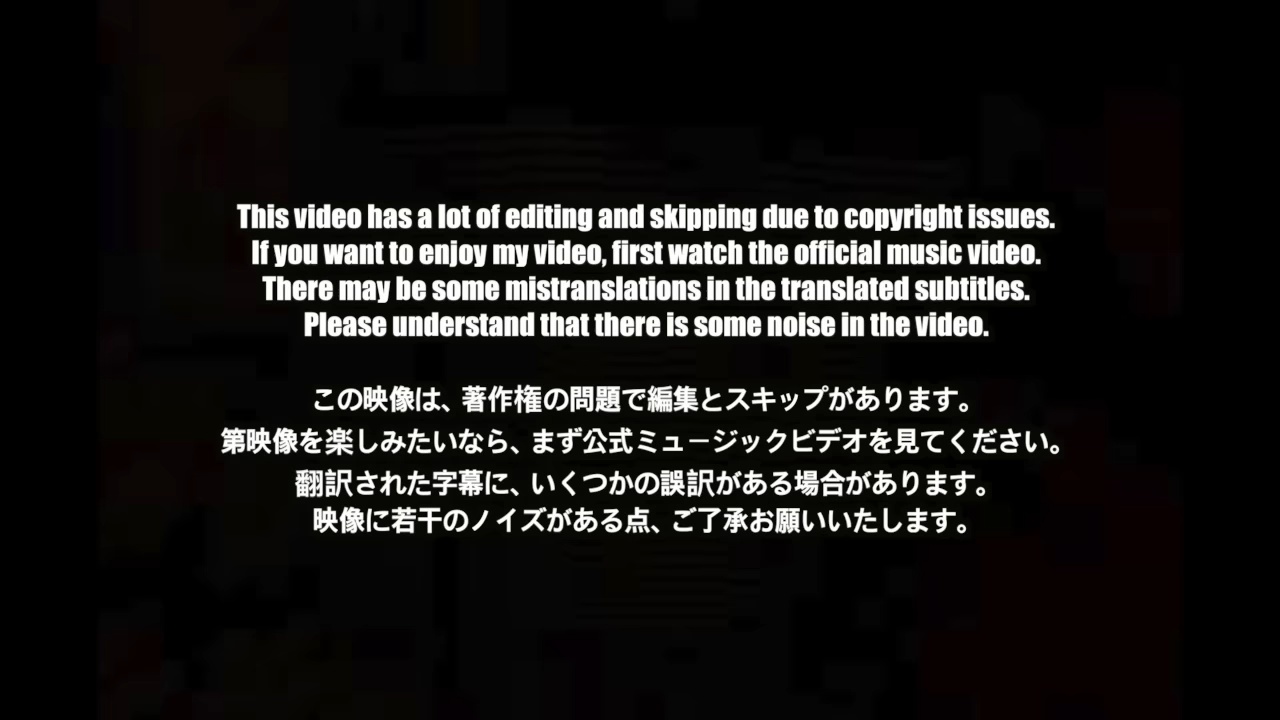 This video has a lot of editing and skipping due to copyright issues.
If you want to enjoy my video, first watch the official music video.
There may be some mistranslations in the translated subtitles.
Please understand that there is some noise in the video.
この映像は、著作権の問題で編集とスキップがあります。
第映像を楽しみたいなら、まず公式ミュージックビデオを見てください。
翻訳された字幕に、いくつかの誤訳がある場合があります。
映像に若干のノイズがある点、ご了承お願いいたします。